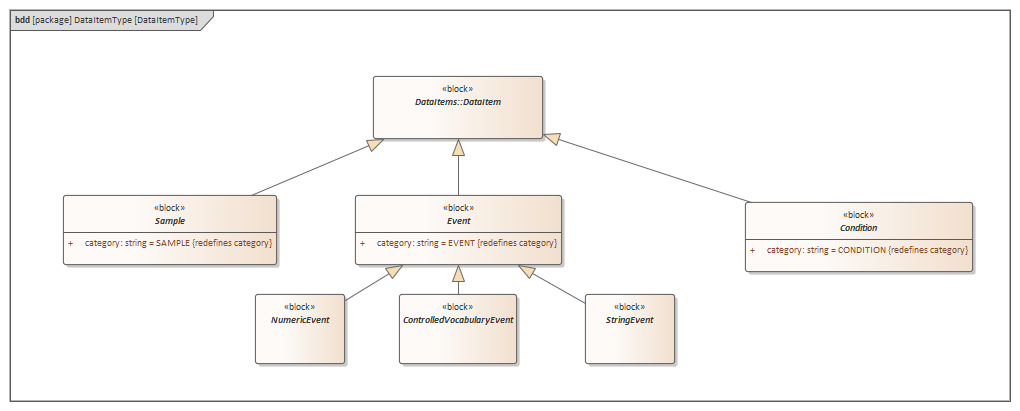 bdd [package] DataItemType [DataItemType]
«block»
DataItems::DataItem
«block»
Sample
+ category: string = SAMPLE {redefines category}
«block»
Event
+ category: string = EVENT {redefines category}
«block»
Condition
+ category: string = CONDITION {redefines category}
«block»
NumericEvent
«block»
ControlledVocabularyEvent
«block»
StringEvent